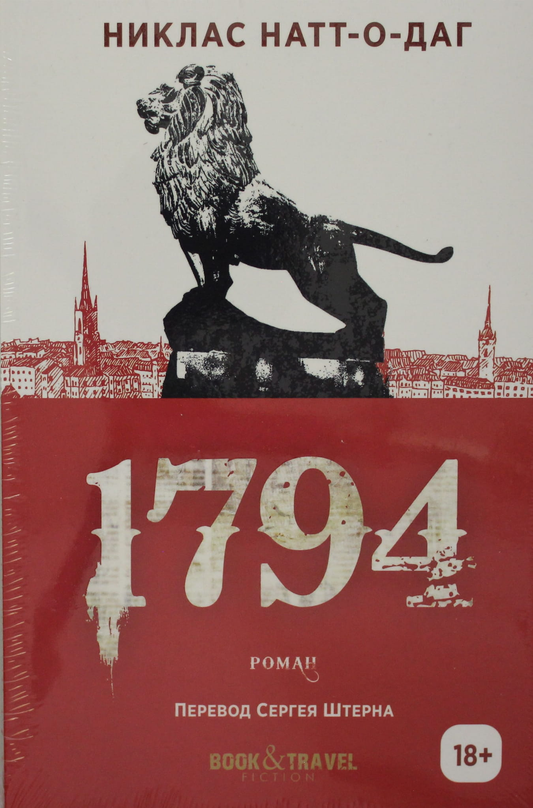 НИКЛАС НАТТ-О-ДАГ
1794
РОМАН
ПЕРЕВОД СЕРГЕЯ ШТЕРНА
BOOK&TRAVEL
FICTION
18+